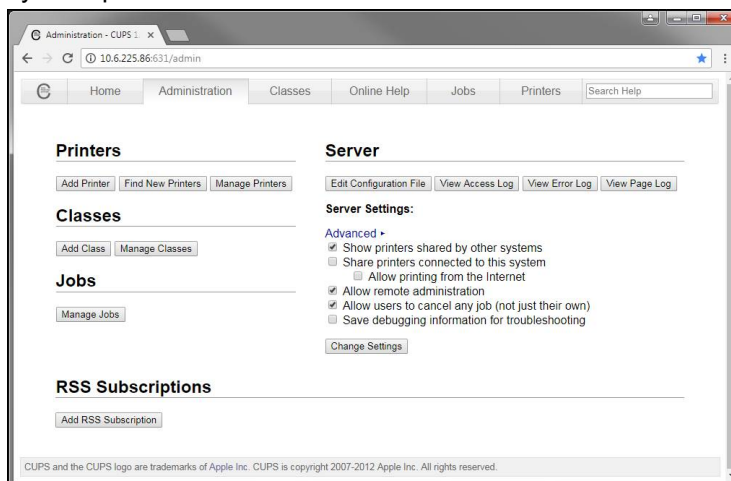 Administration - CUPS 1.
10.6.225.86:631/admin
Home Administration Classes Online Help Jobs Printers Search Help
Printers
Add Printer Find New Printers Manage Printers
Classes
Add Class Manage Classes
Jobs
Manage Jobs
Server
Edit Configuration File View Access Log View Error Log View Page Log
Server Settings:
Advanced
Show printers shared by other systems
Share printers connected to this system
Allow printing from the Internet
Allow remote administration
Allow users to cancel any job (not just their own)
Save debugging information for troubleshooting
Change Settings
RSS Subscriptions
Add RSS Subscription
CUPS and the CUPS logo are trademarks of Apple Inc. CUPS is copyright 2007-2012 Apple Inc. All rights reserved.